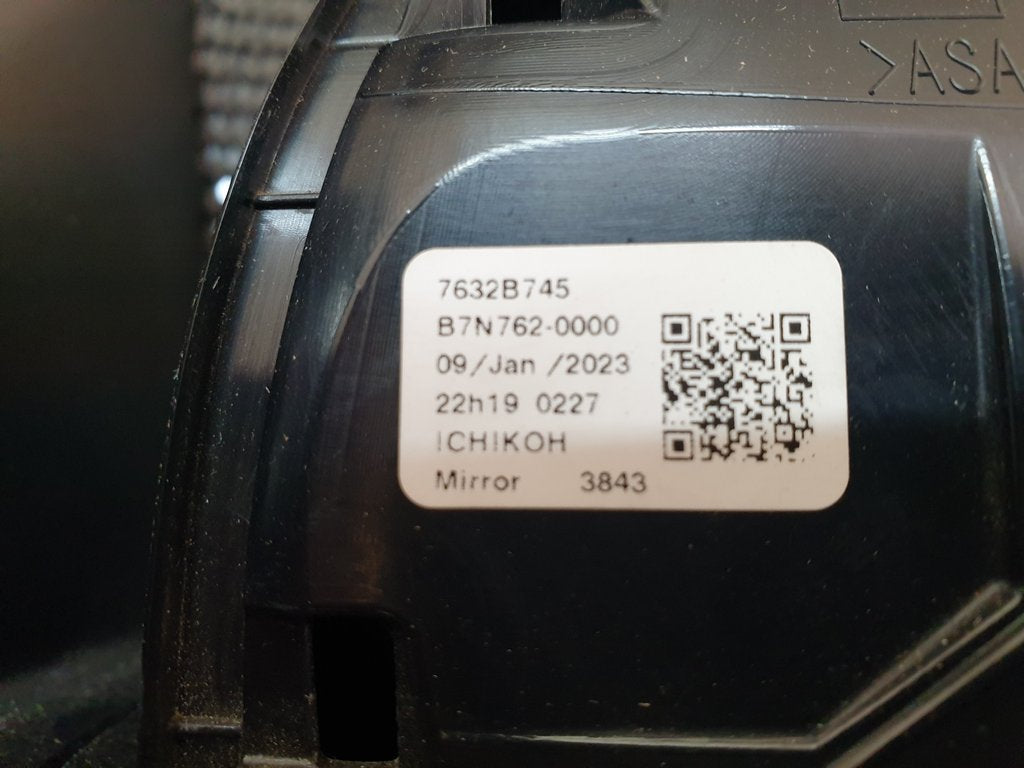 >ASA
7632B745
B7N762-0000
09/Jan /2023
22h19 0227
ICHIKOH
Mirror 3843